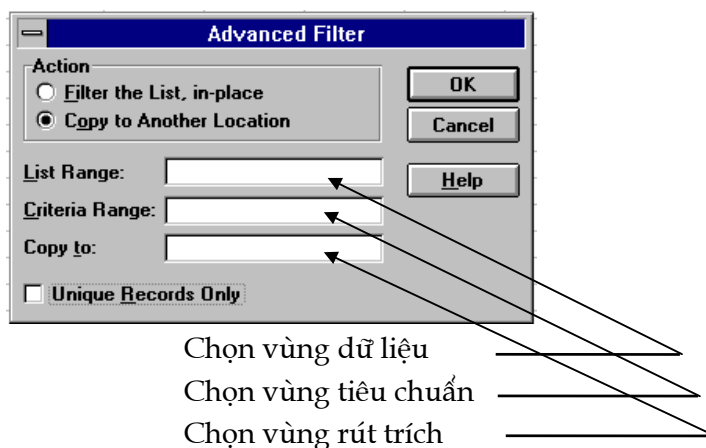 Advanced Filter
Action
Filter the List, in-place
Copy to Another Location
OK
Cancel
List Range:
Help
Criteria Range:
Copy to:
Unique Records Only
Chọn vùng dữ liệu
Chọn vùng tiêu chuẩn
Chọn vùng rút trích